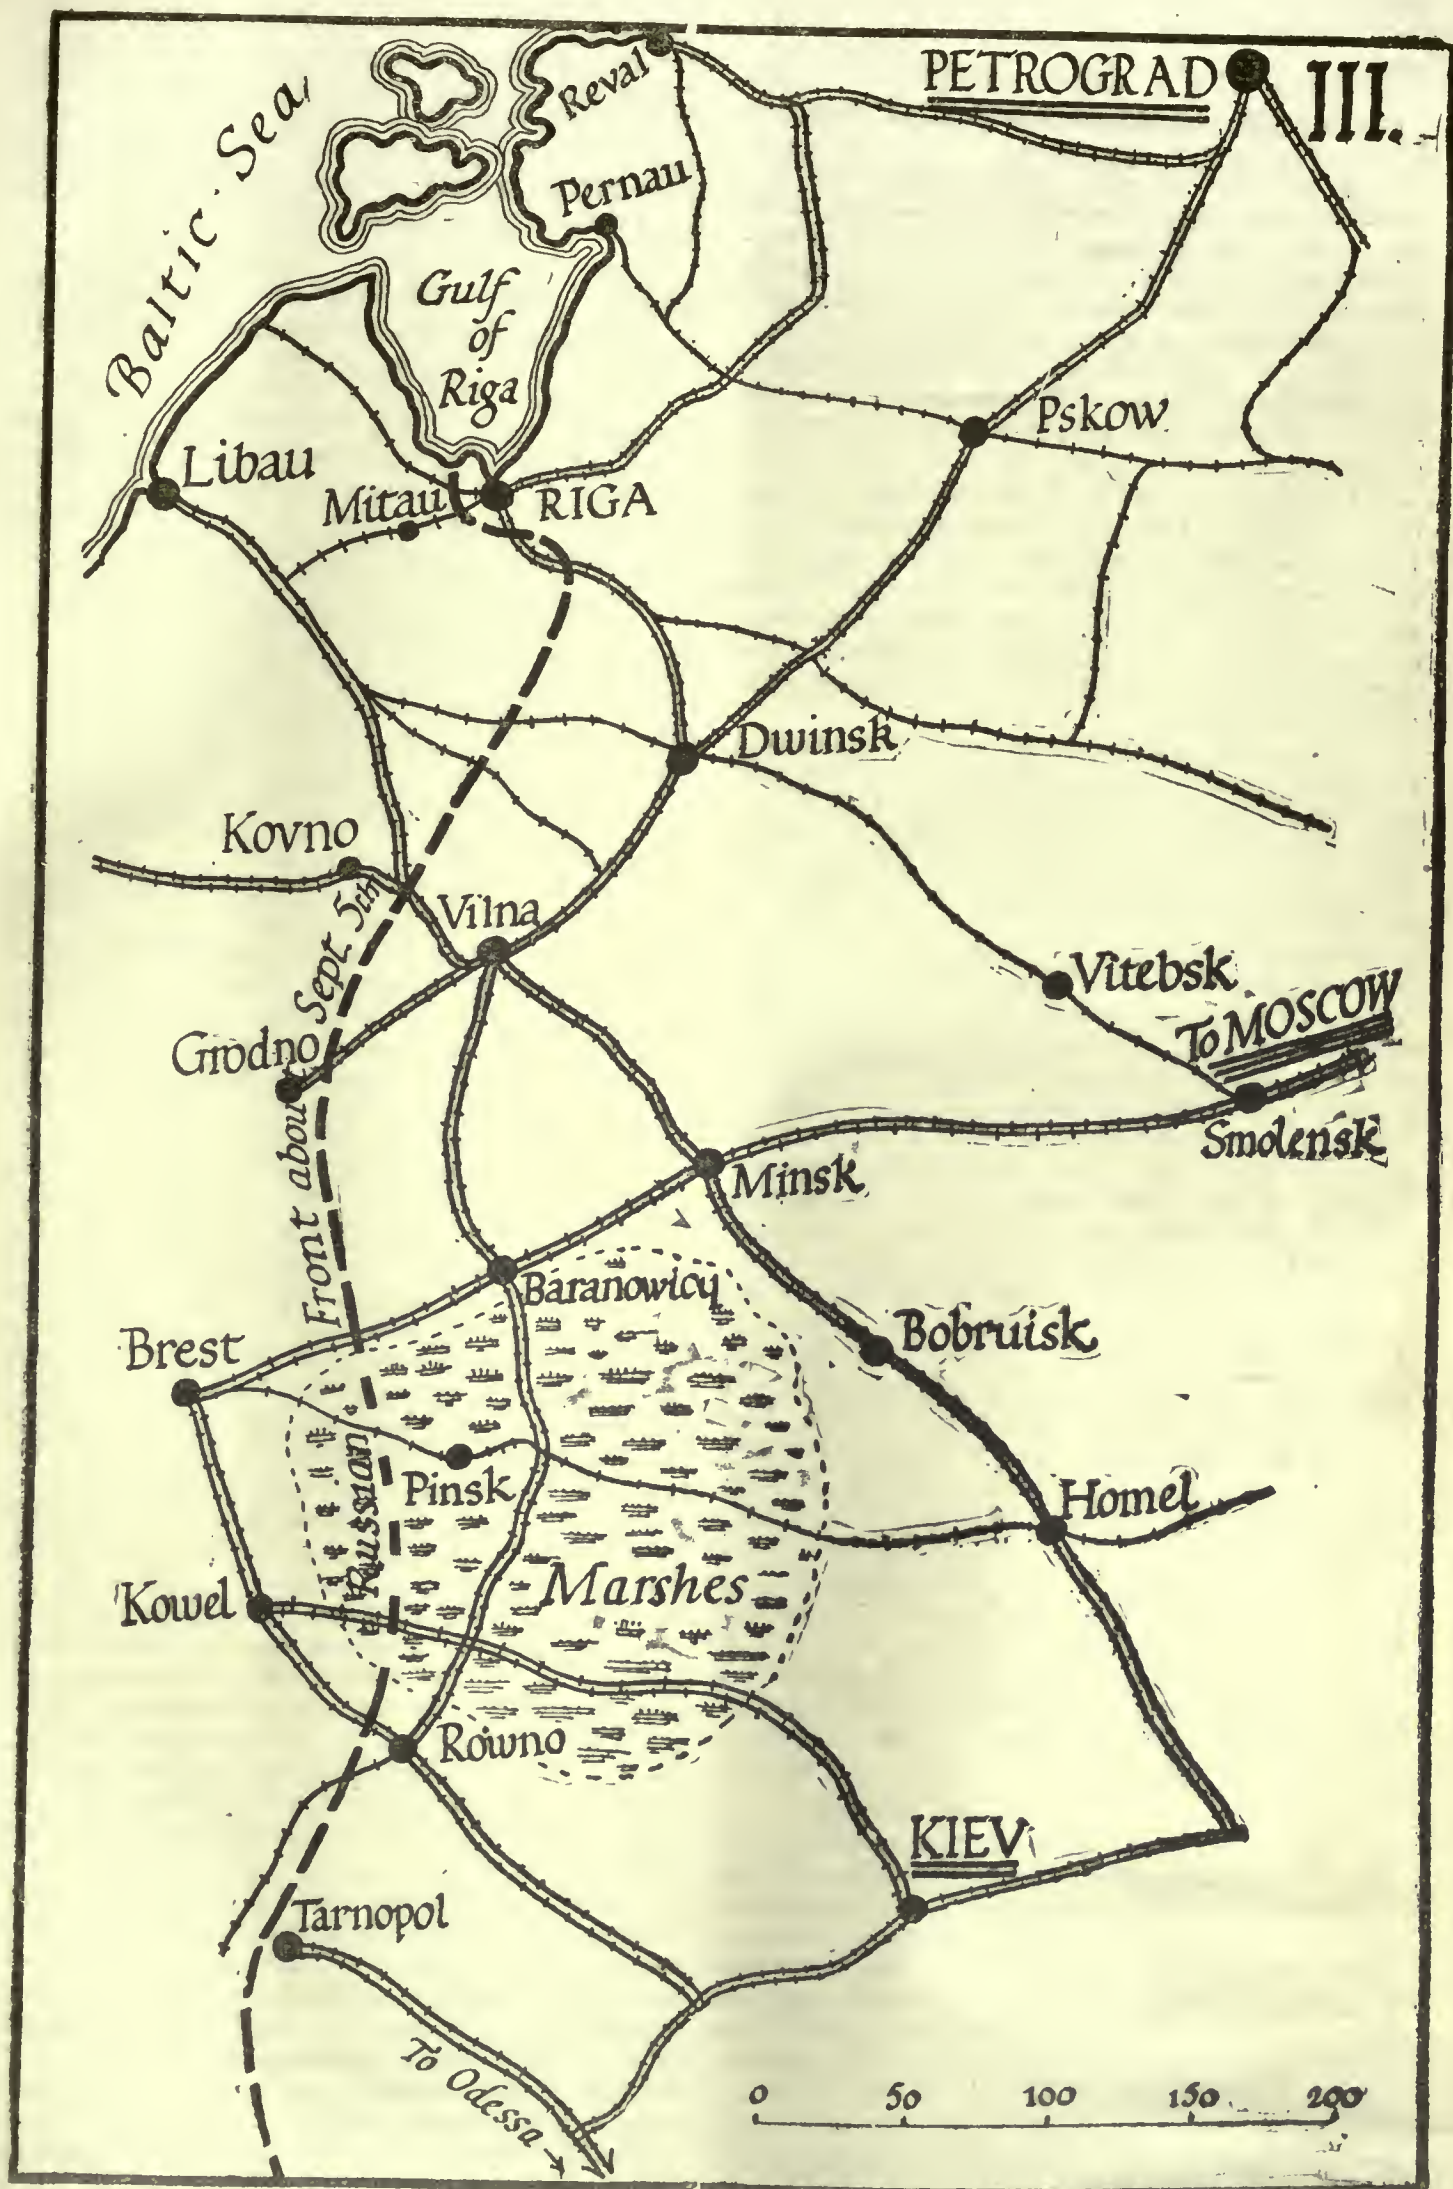 Reval
PETROGRAD
III.
Baltic Sea
Pernau
Gulf
of
Riga
Pskow
Libau
Mitau
RIGA
Dwinsk
Kovno
Vilna
Vitebsk
To MOSCOW
Grodno
Smolensk
Minsk
Russian Front about Sept. 5th
Baranowicy
Brest
Bobruisk
Pinsk
Homel
Marshes
Kowel
Rowno
KIEV
Tarnopol
To Odessa
0 50 100 150 200